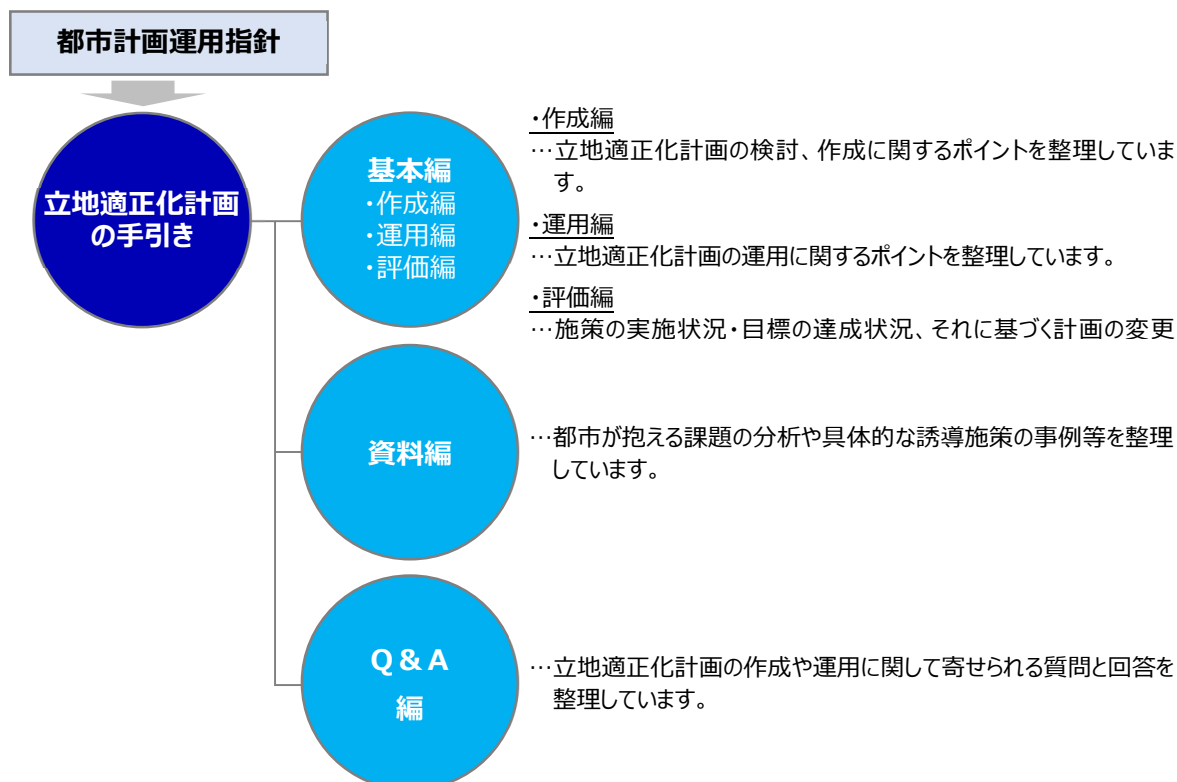 都市計画運用指針
立地適正化計画
の手引き
基本編
・作成編
・運用編
・評価編
・作成編
…立地適正化計画の検討、作成に関するポイントを整理していま
す。
・運用編
…立地適正化計画の運用に関するポイントを整理しています。
・評価編
…施策の実施状況・目標の達成状況、それに基づく計画の変更
資料編
…都市が抱える課題の分析や具体的な誘導施策の事例等を整理
しています。
Q&A
編
…立地適正化計画の作成や運用に関して寄せられる質問と回答を
整理しています。